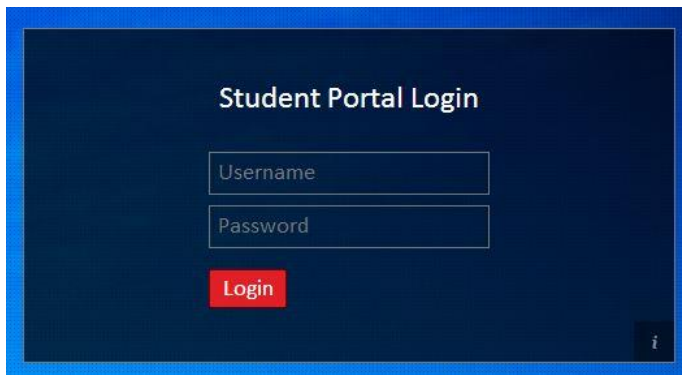 Student Portal Login
Username
Password
Login
i